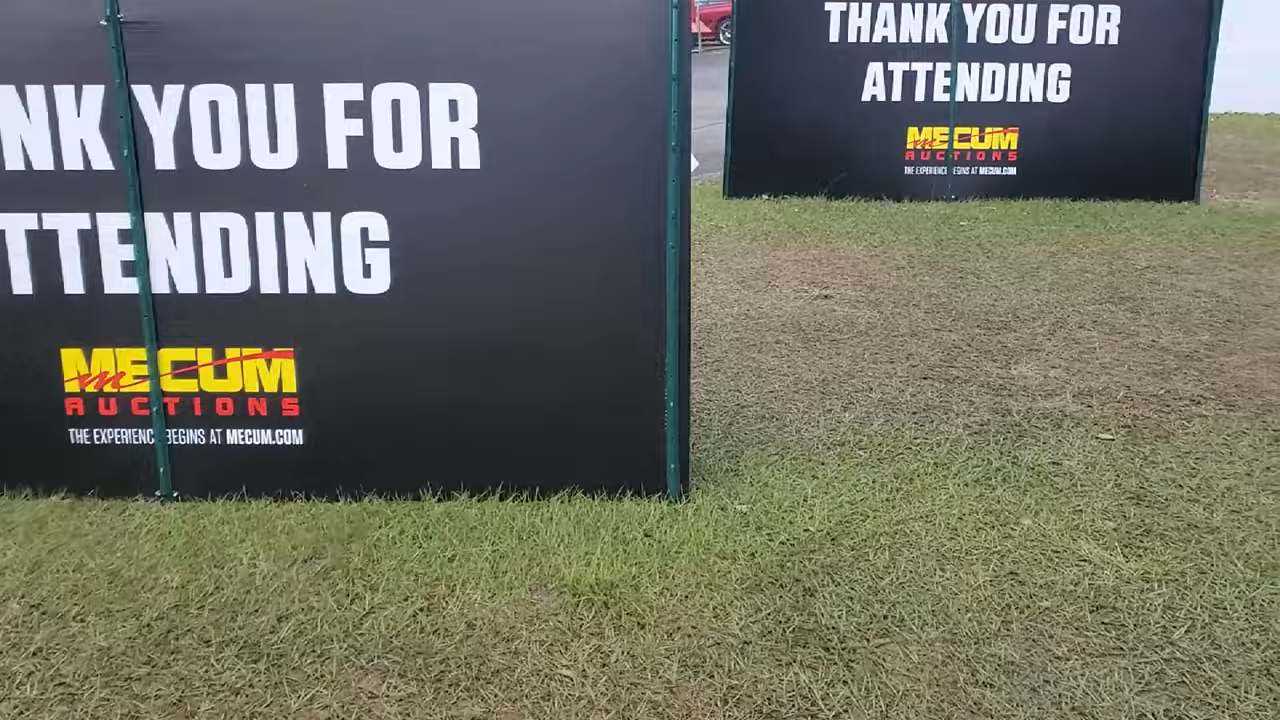 NK YOU FOR
TTENDING
MECUM
AUCTIONS
THE EXPERIENCE BEGINS AT MECUM.COM
THANK YOU FOR
ATTENDING
MECUM
AUCTIONS
THE EXPERIENCE BEGINS AT MECUM.COM